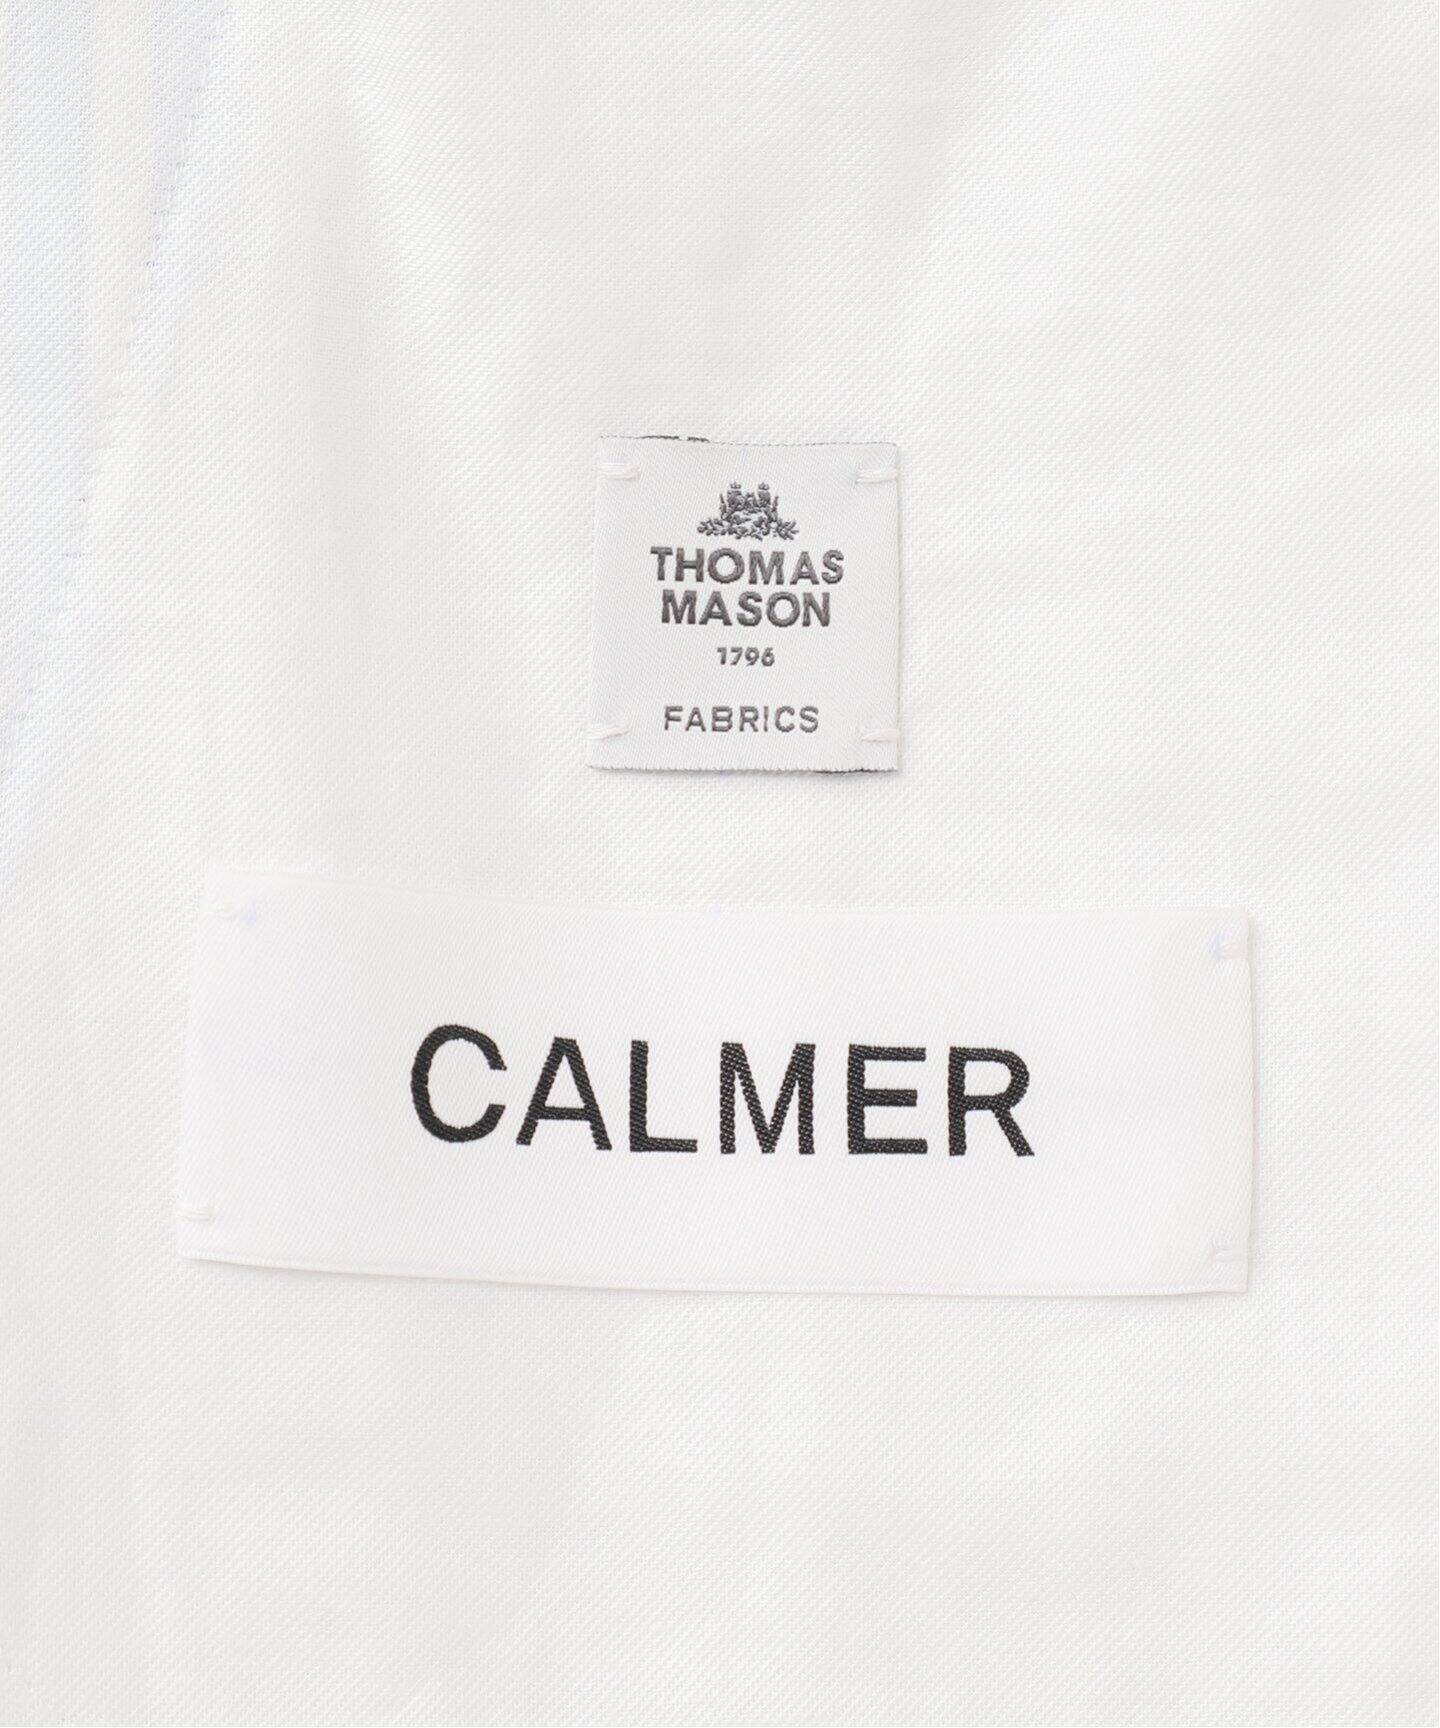 THOMAS
MASON
1796
FABRICS
CALMER